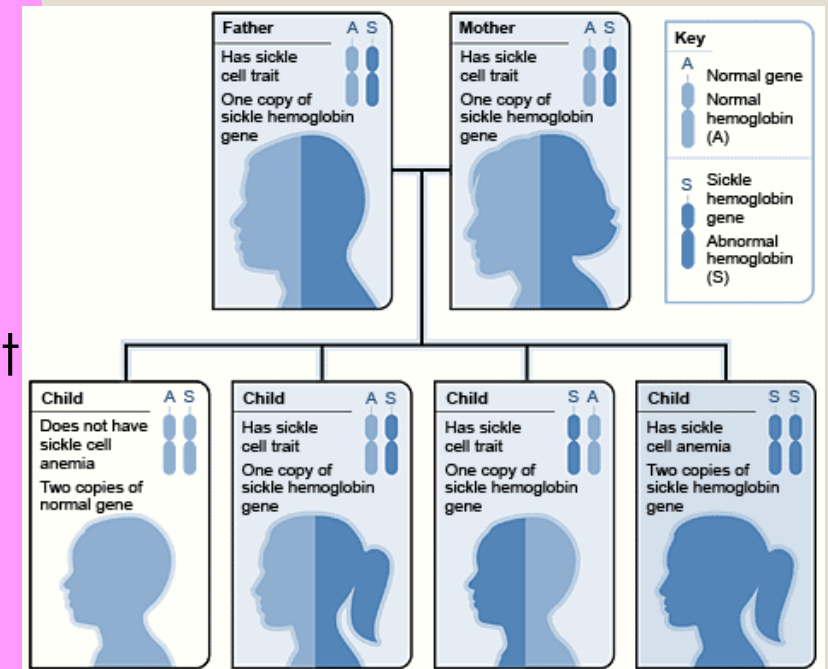 Father
A S
Has sickle
cell trait
One copy of
sickle hemoglobin
gene
Mother
A S
Has sickle
cell trait
One copy of
sickle hemoglobin
gene
Key
A
Normal gene
Normal
hemoglobin
(A)
S
Sickle
hemoglobin
gene
Abnormal
hemoglobin
(S)
t
Child
A S
Does not have
sickle cell
anemia
Two copies of
normal gene
Child
A S
Has sickle
cell trait
One copy of
sickle hemoglobin
gene
Child
S A
Has sickle
cell trait
One copy of
sickle hemoglobin
gene
Child
S S
Has sickle
cell anemia
Two copies of
sickle hemoglobin
gene